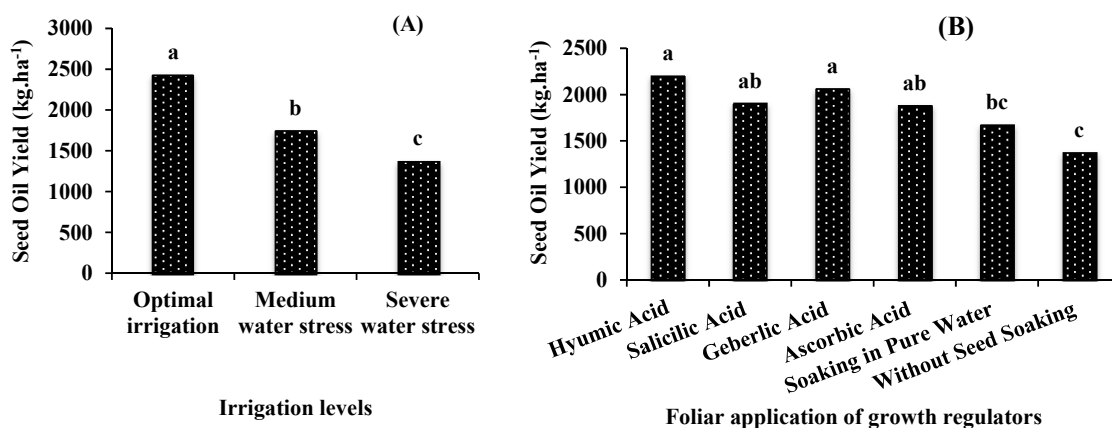 (A)
Seed Oil Yield (kg.ha-1)
3000
2500
2000
1500
1000
500
0
a
b
c
Optimal
irrigation
Medium
water stress
Severe
water stress
Irrigation levels
(B)
Seed Oil Yield (kg.ha-1)
2500
2000
1500
1000
500
0
a
ab
a
ab
bc
c
Hyumic Acid
Salicilic Acid
Geberlic Acid
Ascorbic Acid
Soaking in Pure Water
Without Seed Soaking
Foliar application of growth regulators